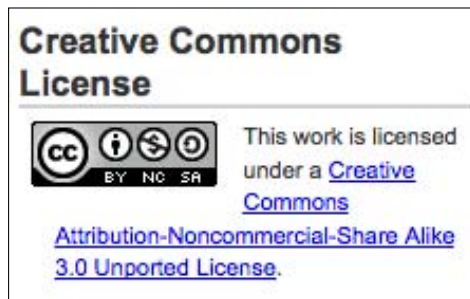 Creative Commons
License
cc
BY NC SA
This work is licensed
under a Creative
Commons
Attribution-Noncommercial-Share Alike
3.0 Unported License.